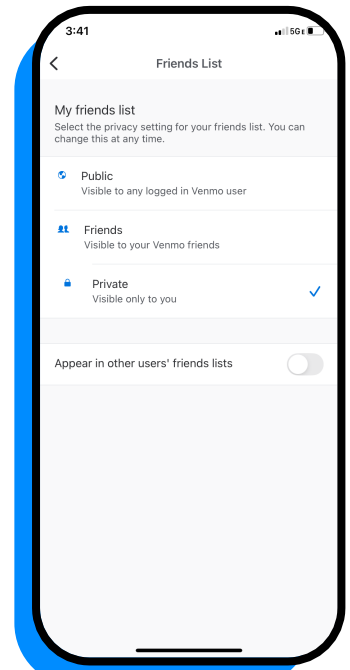 3:41
5G E
Friends List
My friends list
Select the privacy setting for your friends list. You can
change this at any time.
Public
Visible to any logged in Venmo user
Friends
Visible to your Venmo friends
Private
Visible only to you
Appear in other users' friends lists